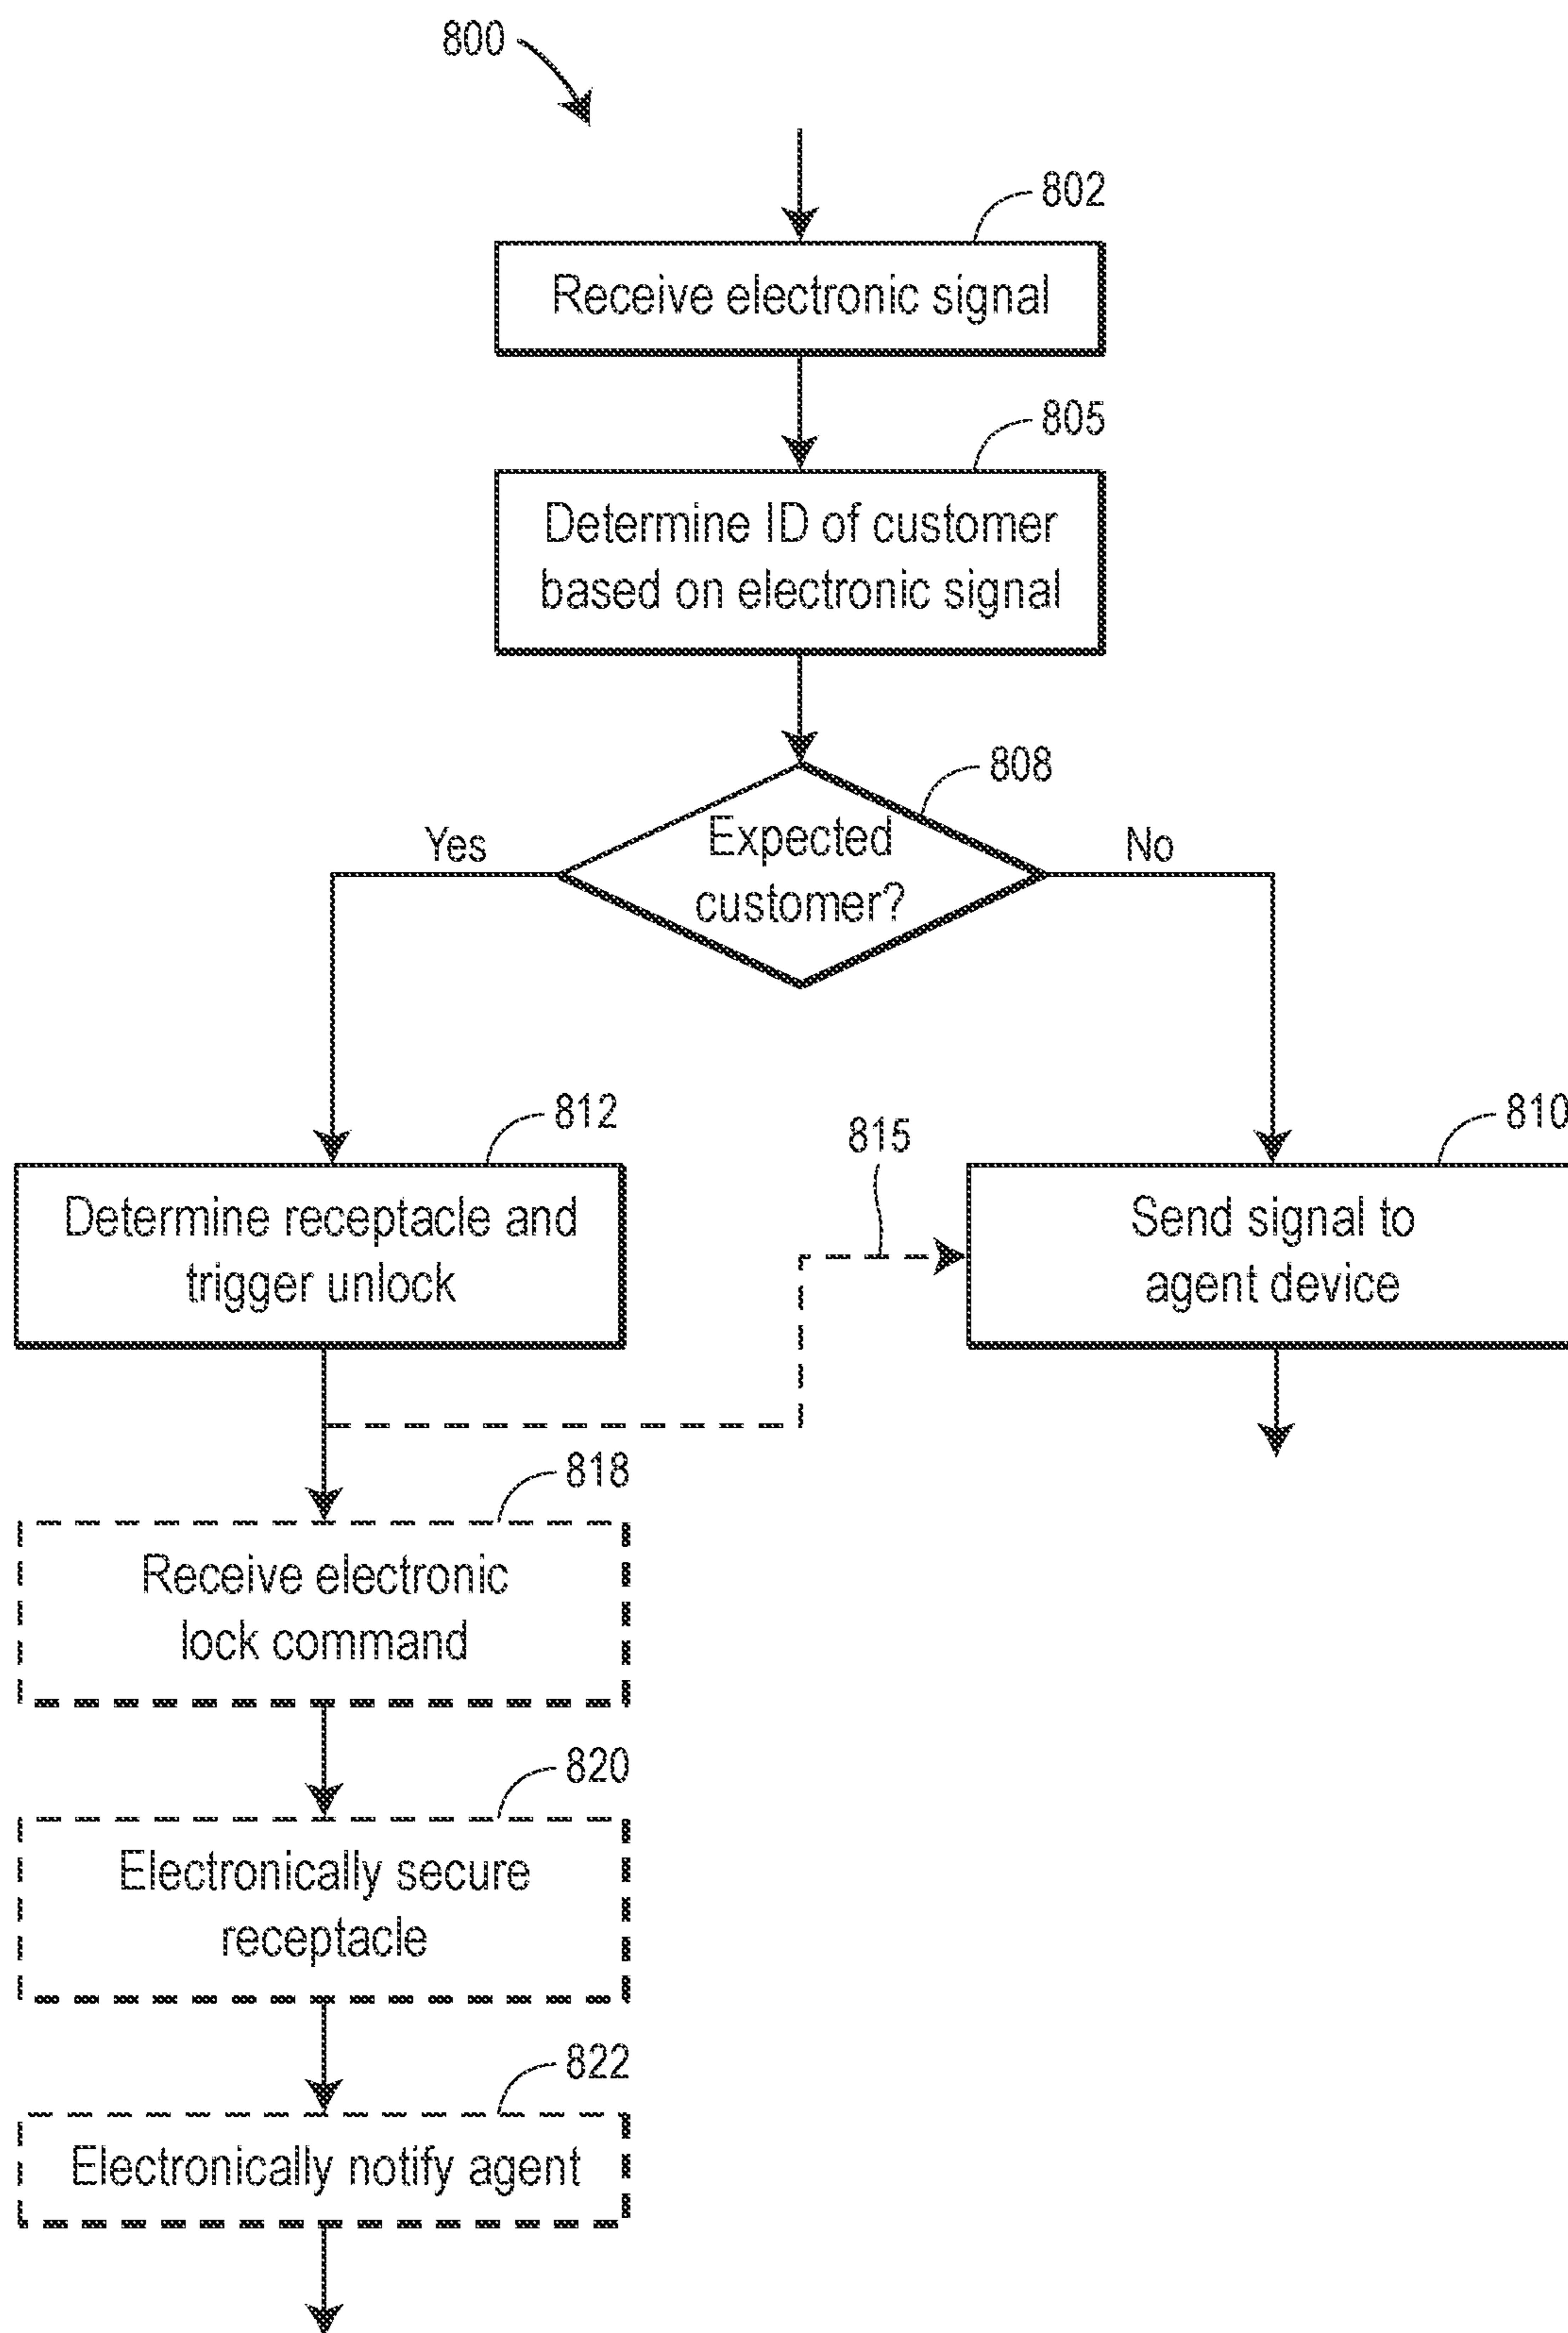 800
802
Receive electronic signal
805
Determine ID of customer
based on electronic signal
808
Yes
Expected
customer?
No
812
815
810
Determine receptacle and
trigger unlock
Send signal to
agent device
818
Receive electronic
lock command
820
Electronically secure
receptacle
822
Electronically notify agent